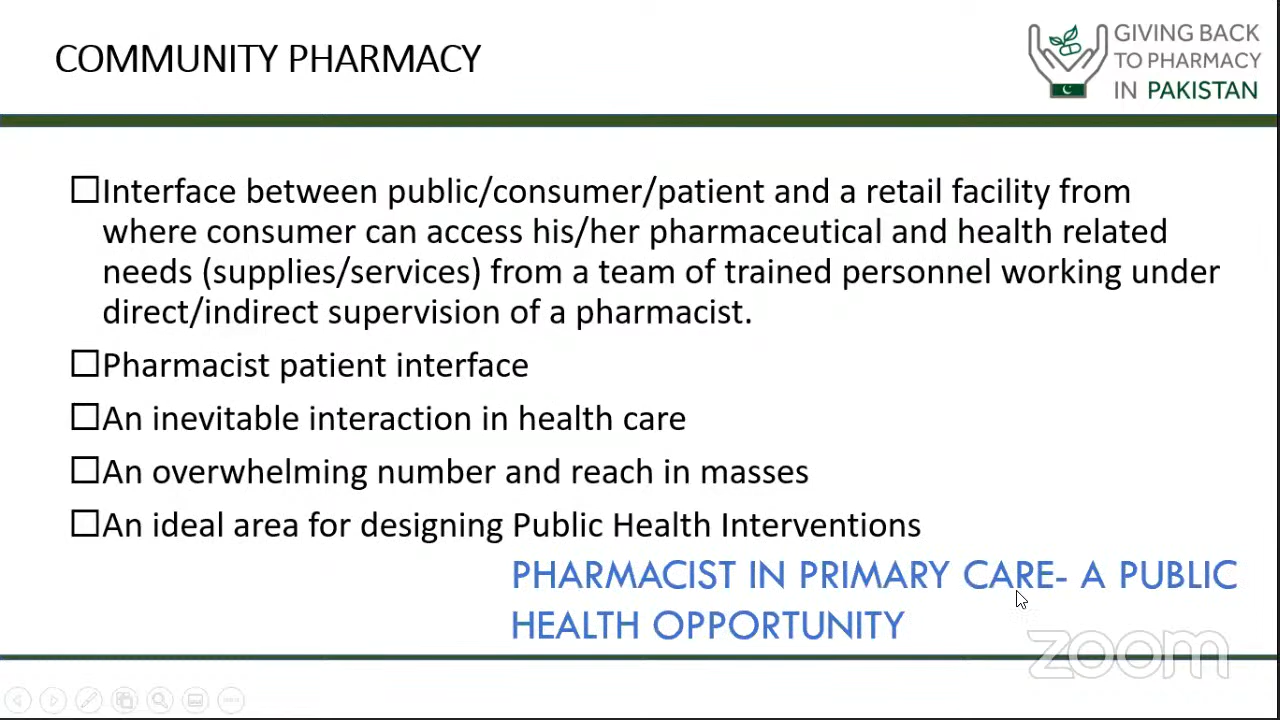 COMMUNITY PHARMACY
GIVING BACK
TO PHARMACY
IN PAKISTAN
Interface between public/consumer/patient and a retail facility from
where consumer can access his/her pharmaceutical and health related
needs (supplies/services) from a team of trained personnel working under
direct/indirect supervision of a pharmacist.
Pharmacist patient interface
An inevitable interaction in health care
An overwhelming number and reach in masses
An ideal area for designing Public Health Interventions
PHARMACIST IN PRIMARY CARE- A PUBLIC
HEALTH OPPORTUNITY
zoom